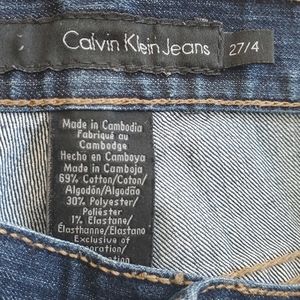 Calvin Klein Jeans 27/4
Made in Cambodia
Fabriqué au
Cambodge
Hecho en Camboya
Made in Camboja
69% Cotton/Coton/
Algodón/Algodão
30% Polyester/
Poliéster
1% Elastane/
Élasthanne/Elastano
Exclusive of